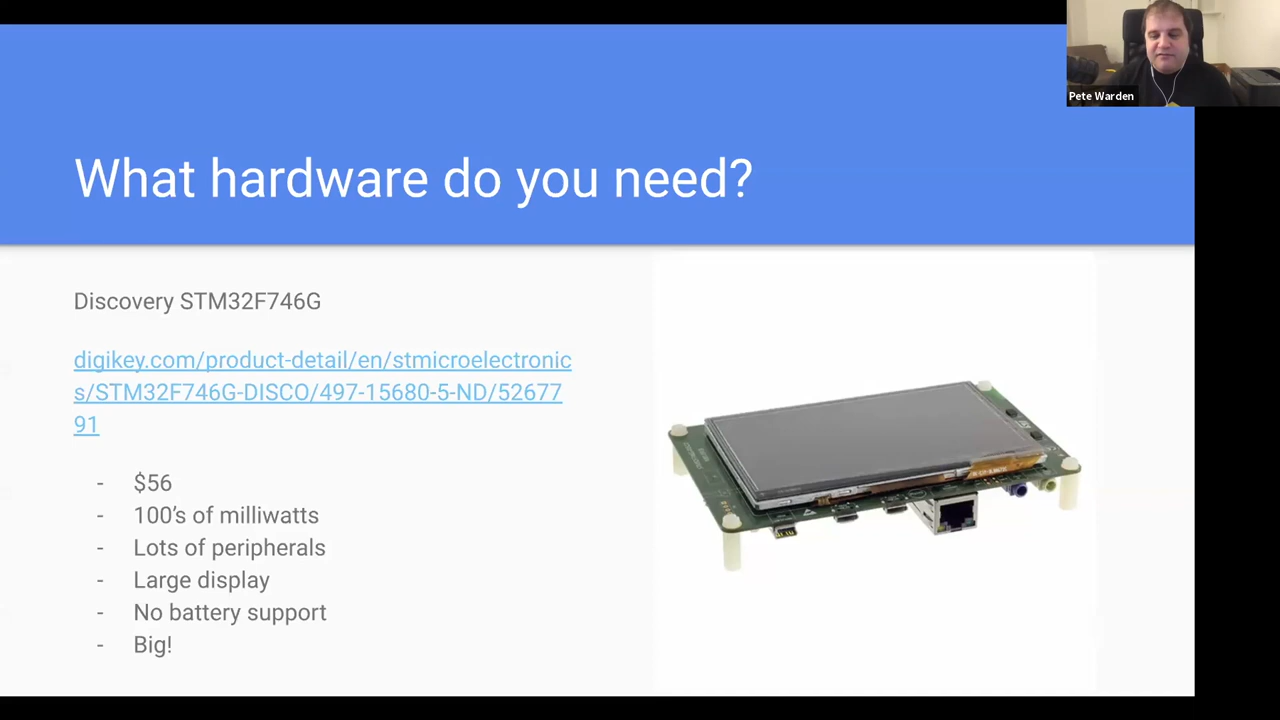 Pete Warden
What hardware do you need?
Discovery STM32F746G
digikey.com/product-detail/en/stmicroelectronic
s/STM32F746G-DISCO/497-15680-5-ND/52677
91
- $56
- 100's of milliwatts
- Lots of peripherals
- Large display
- No battery support
- Big!